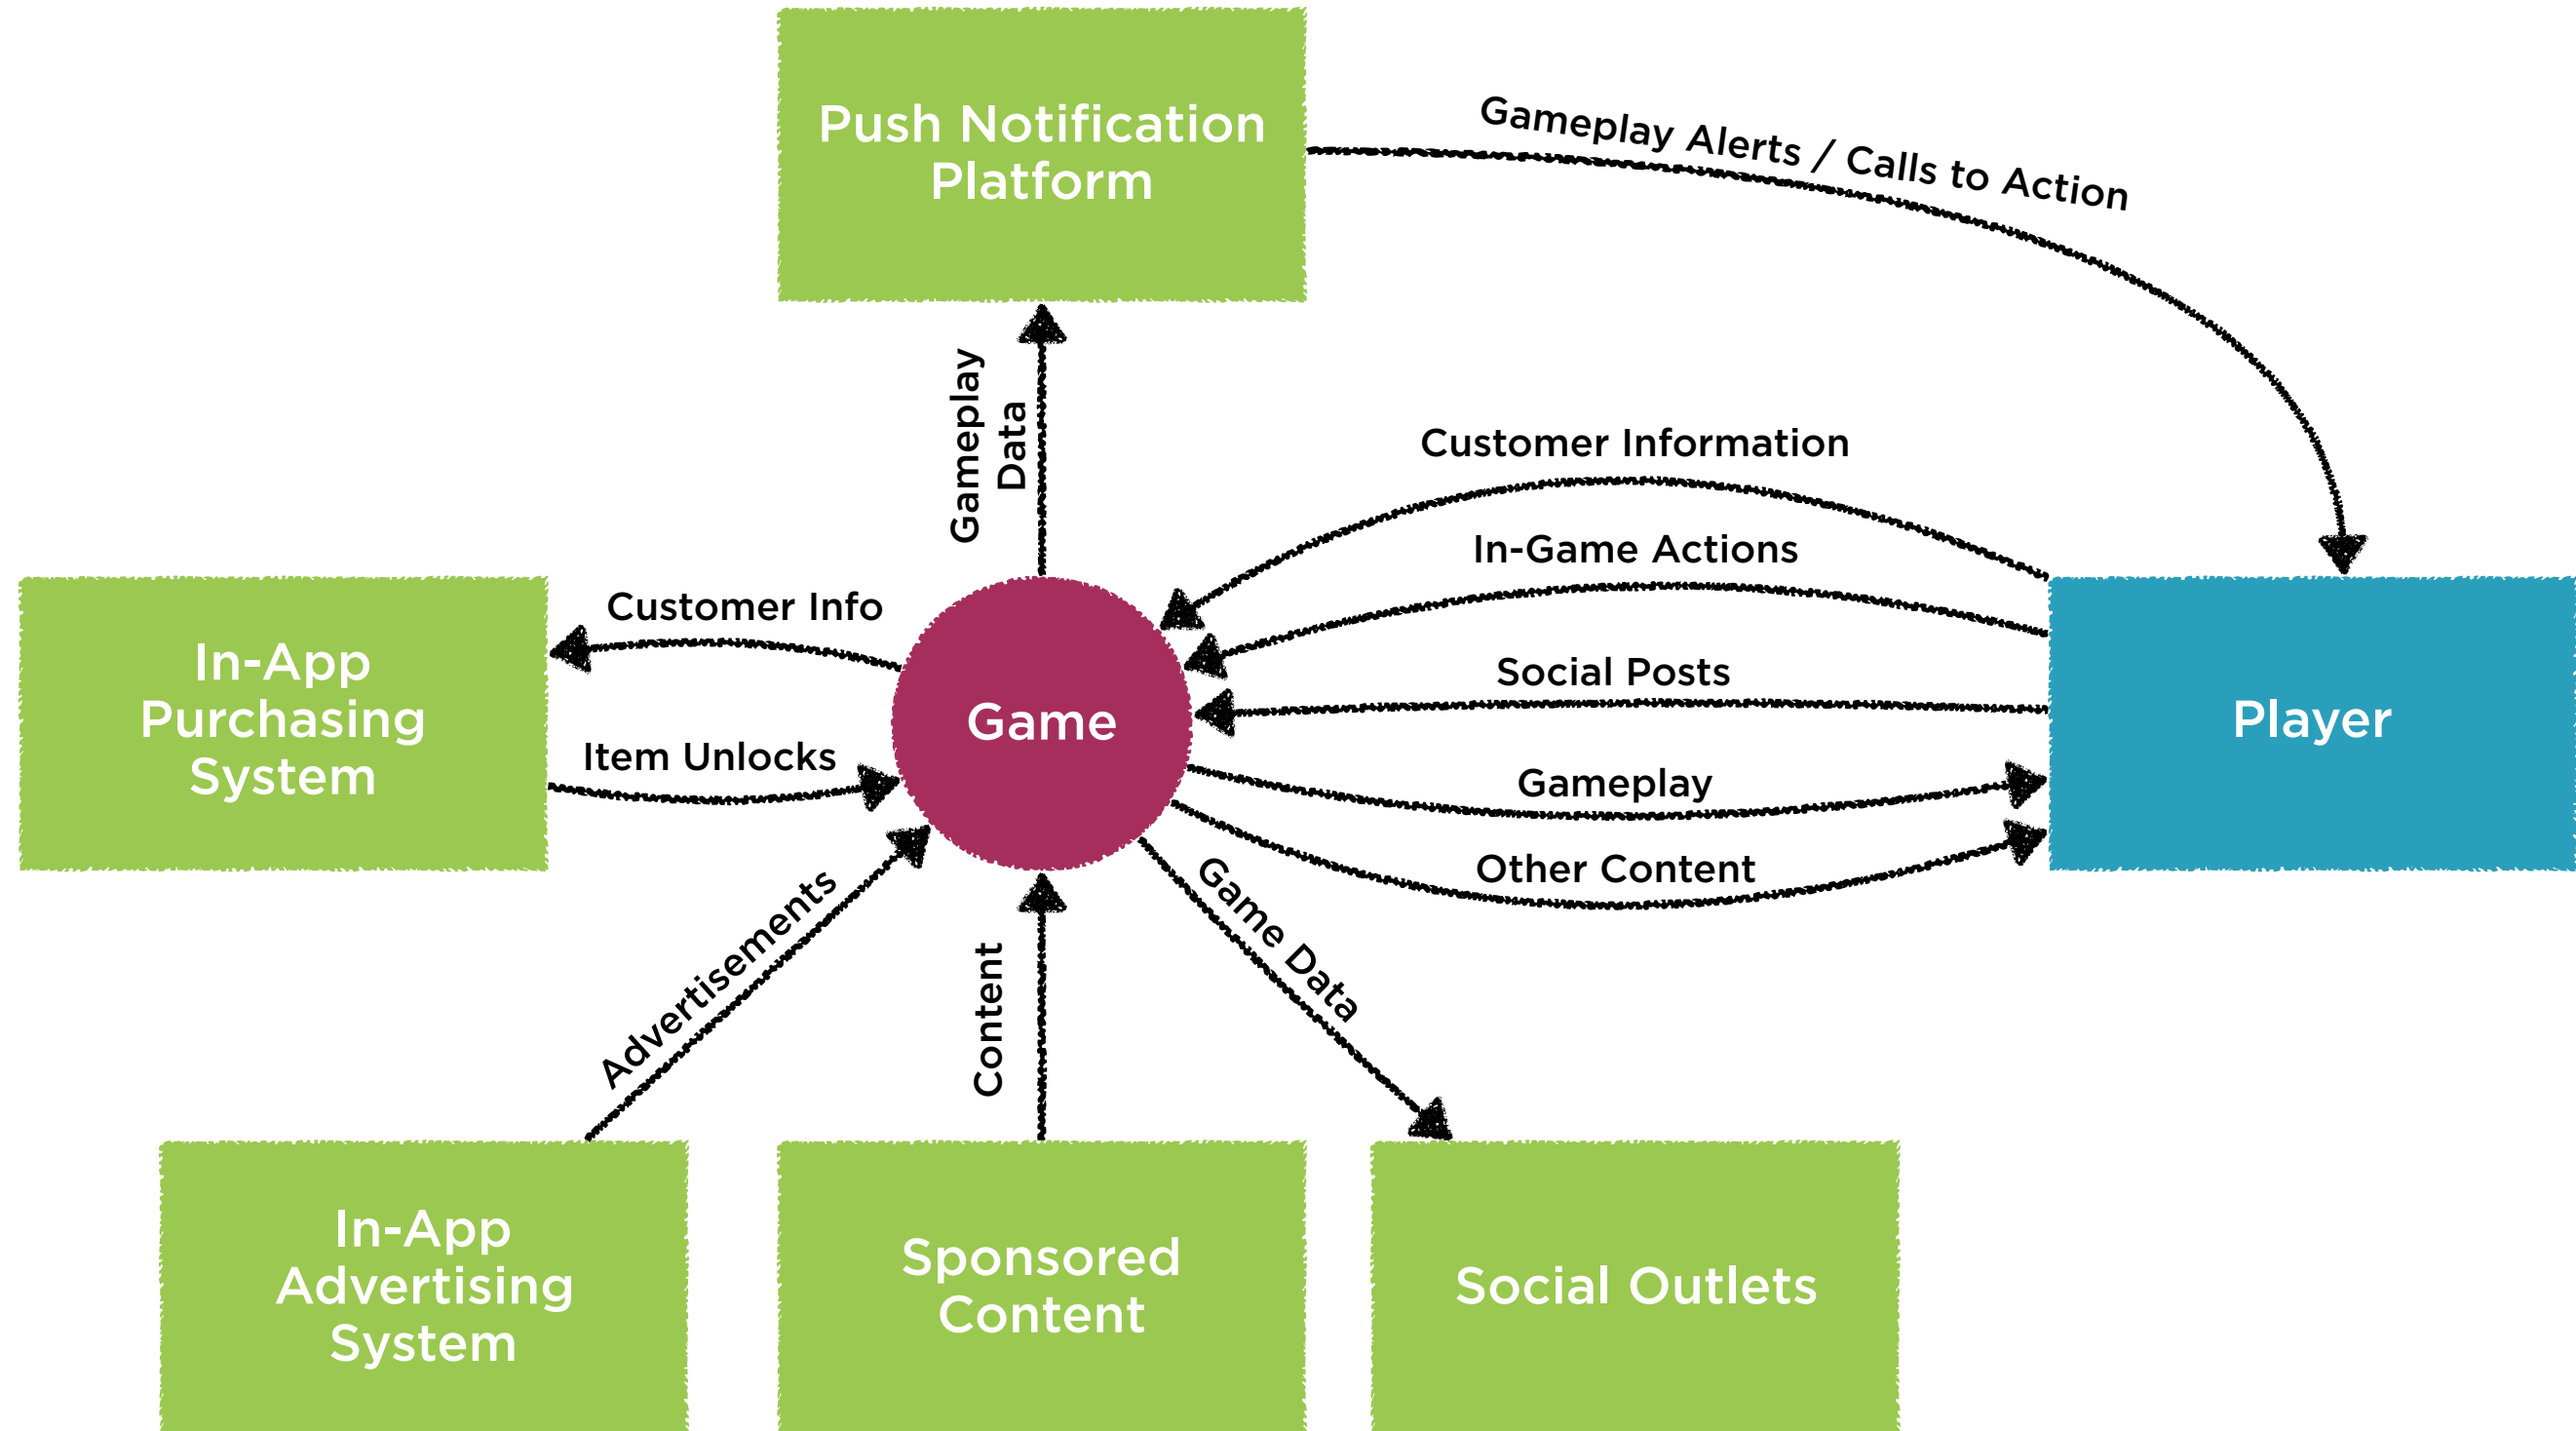 Push Notification
Platform
Gameplay Alerts / Calls to Action
Gameplay
Data
Customer Information
In-Game Actions
Customer Info
In-App
Purchasing
System
Social Posts
Game
Player
Item Unlocks
Gameplay
Other Content
Advertisements
Content
Game Data
In-App
Advertising
System
Sponsored
Content
Social Outlets